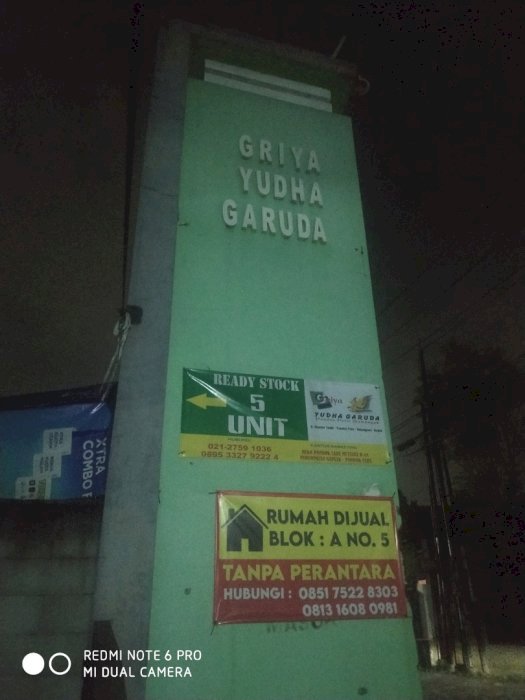 GRIYA
YUDHA
GARUDA
READY STOCK
5
UNIT
021-2759 1036
0895 3327 9222 4
Griya
YUDHA GARUDA
RUMAH DIJUAL
BLOK : A NO. 5
TANPA PERANTARA
HUBUNGI : 0851 7522 8303
0813 1608 0981
XTRA
COMBO
REDMI NOTE 6 PRO
MI DUAL CAMERA